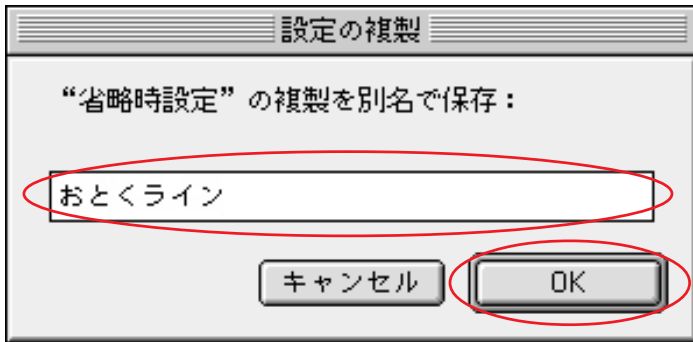 設定の複製
“省略時設定”の複製を別名で保存：
おとくライン
キャンセル
OK